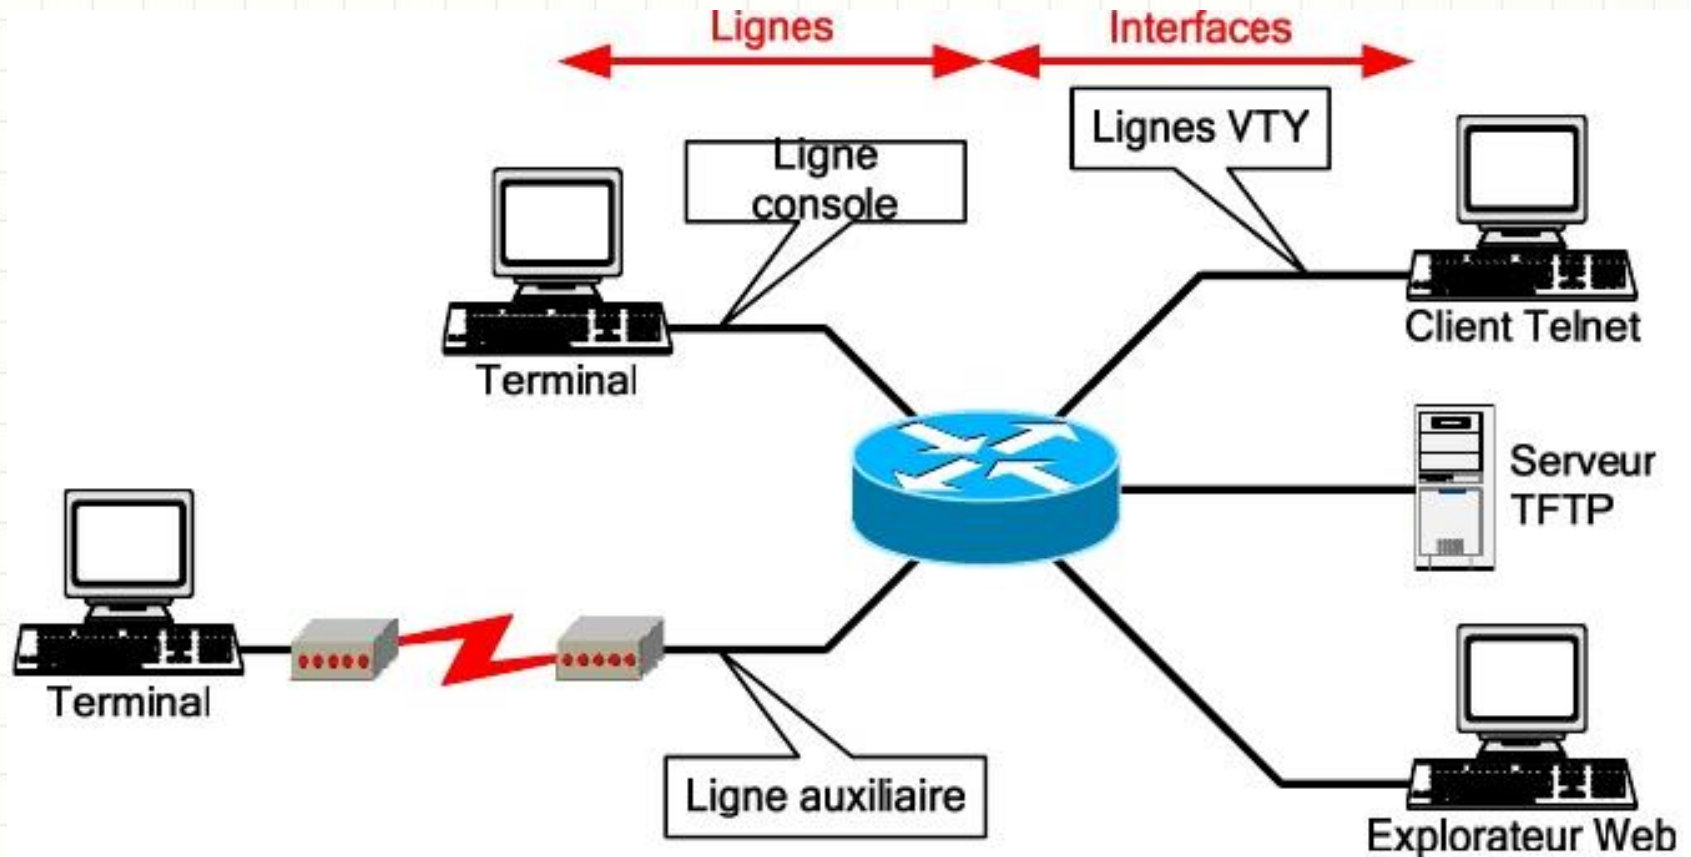 Lignes
Interfaces
Ligne
console
Lignes VTY
Terminal
Client Telnet
Serveur
TFTP
Terminal
Ligne auxiliaire
Explorateur Web